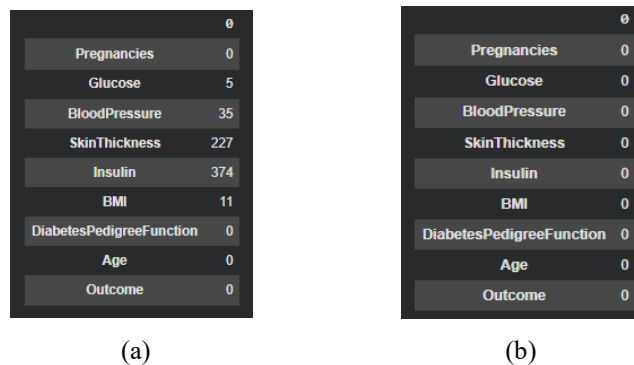 0
Pregnancies 0
Glucose 5
BloodPressure 35
SkinThickness 227
Insulin 374
BMI 11
DiabetesPedigreeFunction 0
Age 0
Outcome 0
(a)
0
Pregnancies 0
Glucose 0
BloodPressure 0
SkinThickness 0
Insulin 0
BMI 0
DiabetesPedigreeFunction 0
Age 0
Outcome 0
(b)